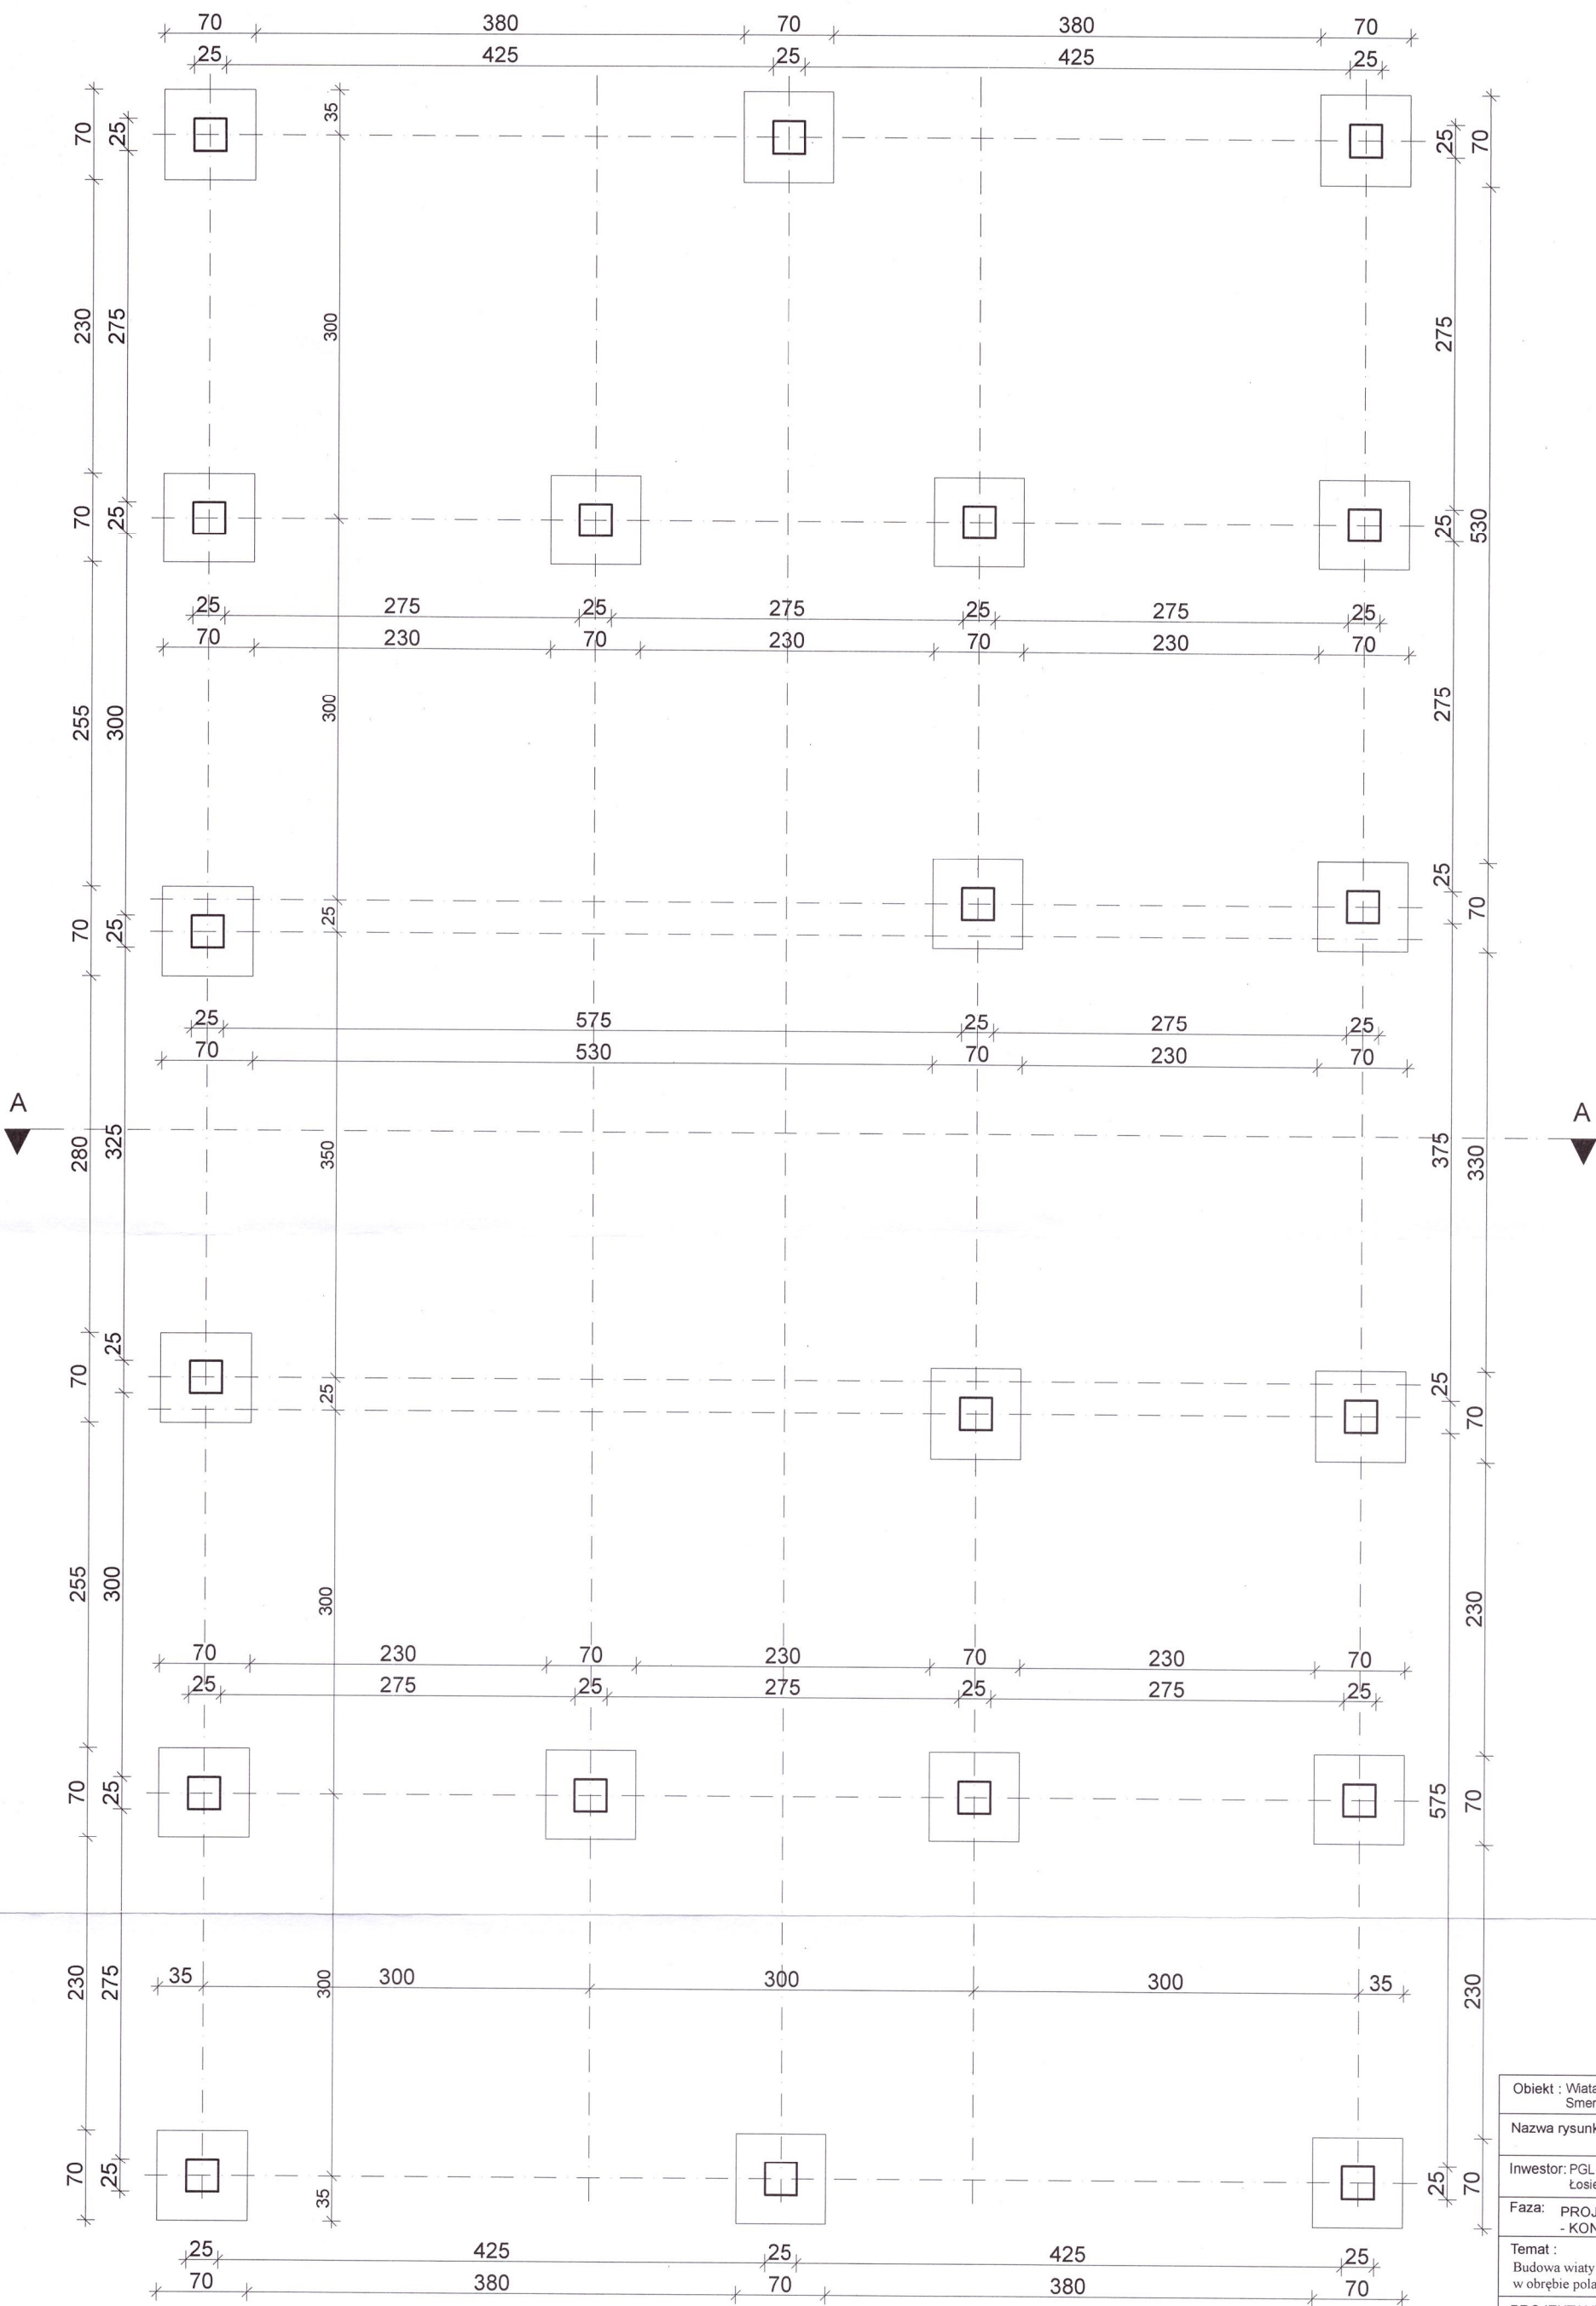 70 380 70 380 70
25 425 25 425 25
70 25 35 25 70
230 275 300 275
70 25 25 530
25 275 25 275 25 275 25
70 230 70 230 70 230 70
255 300 300 275
70 25 25 25 70
25 575 25 275 25
70 530 70 230 70
A A
280 325 350 375 330
70 25 25 25 70
255 300 300 230
70 230 70 230 70 230 70
25 275 25 275 25 275 25
70 25 575 70
35 300 300 300 35
230 275 300 230
70 25 35 25 70
25 425 25 425 25
70 380 70 380 70
Obiekt : Wiata
Nazwa
Inwestor: PGL
Faza:
- KON
Temat :
Budowa wiaty
w obrębie